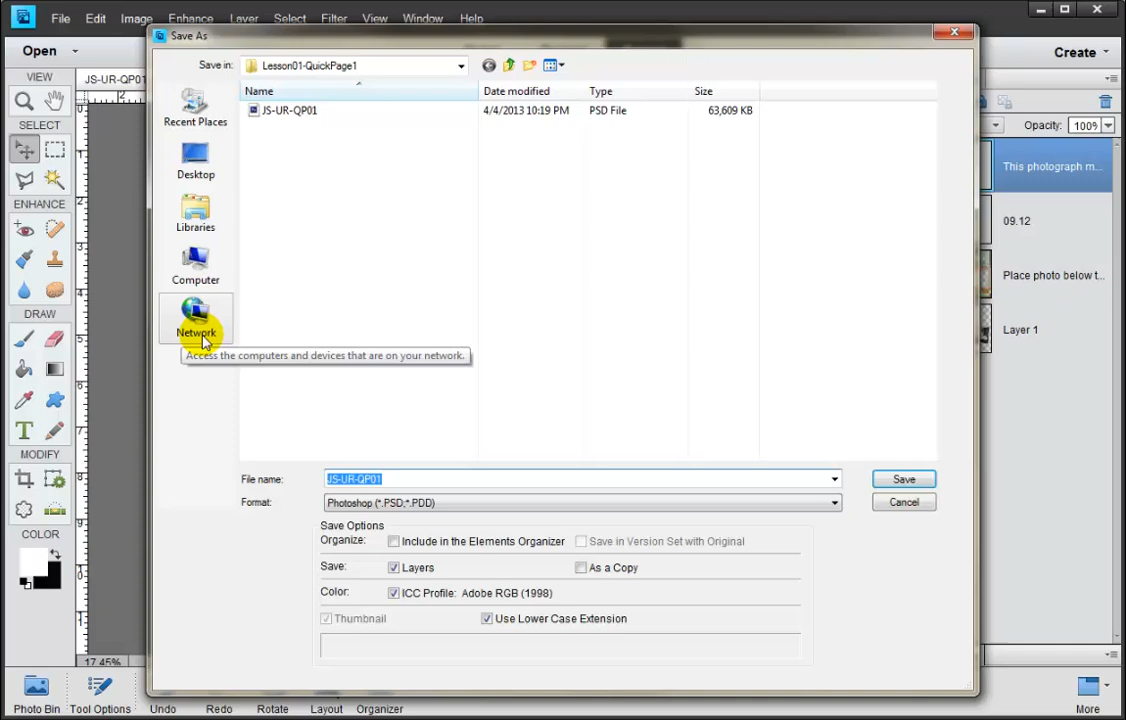 File Edit Image Enhance Layer Select Filter View Window Help
Save As
Open
Create
Save in: Lesson01-QuickPage1
VIEW
JS-UR-QP01
Name Date modified Type Size
Recent Places
JS-UR-QP01 4/4/2013 10:19 PM PSD File 63,609 KB
SELECT
Opacity: 100%
Desktop
This photograph m...
ENHANCE
Libraries
09.12
Computer
Place photo below t...
DRAW
Network
Layer 1
Access the computers and devices that are on your network.
MODIFY
File name: JS-UR-QP01 Save
Format: Photoshop (*.PSD;*.PDD) Cancel
Save Options
COLOR
Organize: Include in the Elements Organizer Save in Version Set with Original
Save: Layers As a Copy
Color: ICC Profile: Adobe RGB (1998)
Thumbnail Use Lower Case Extension
17.45%
Photo Bin Tool Options Undo Redo Rotate Layout Organizer More